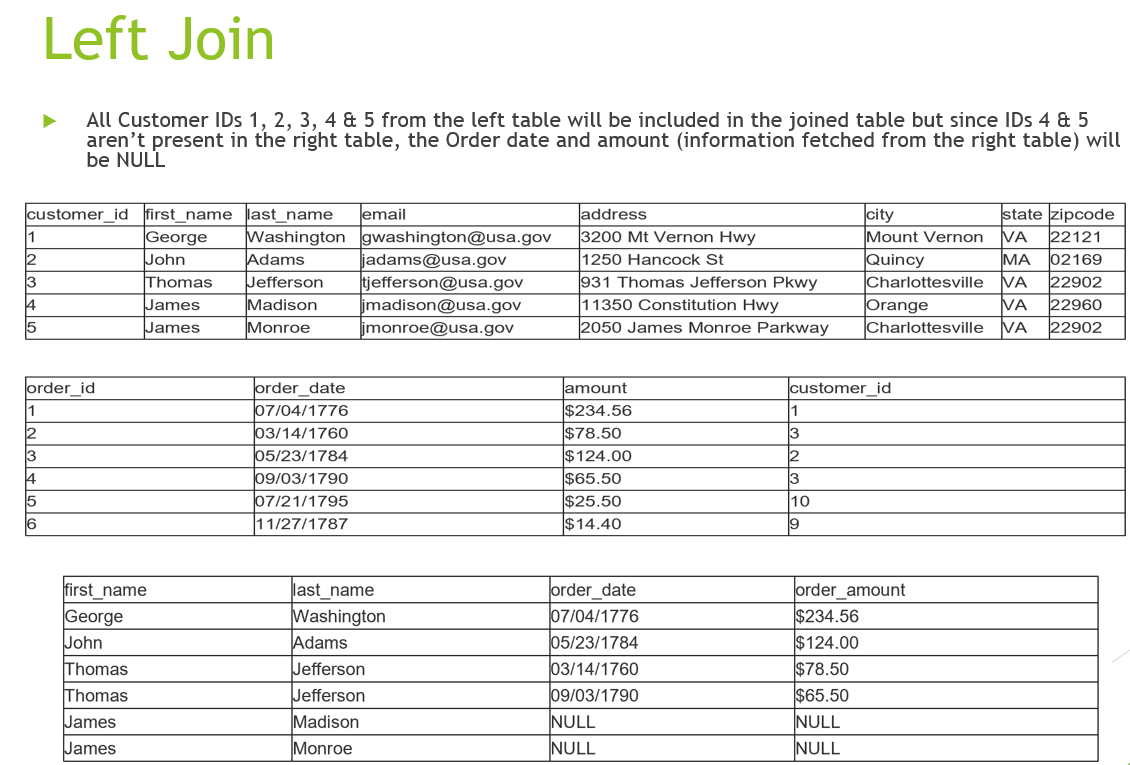 Left Join
All Customer IDs 1, 2, 3, 4 & 5 from the left table will be included in the joined table but since IDs 4 & 5
aren’t present in the right table, the Order date and amount (information fetched from the right table) will
be NULL
customer_id first_name last_name email address city state zipcode
1 George Washington gwashington@usa.gov 3200 Mt Vernon Hwy Mount Vernon VA 22121
2 John Adams jadams@usa.gov 1250 Hancock St Quincy MA 02169
3 Thomas Jefferson tjefferson@usa.gov 931 Thomas Jefferson Pkwy Charlottesville VA 22902
4 James Madison jmadison@usa.gov 11350 Constitution Hwy Orange VA 22960
5 James Monroe jmonroe@usa.gov 2050 James Monroe Parkway Charlottesville VA 22902
order_id order_date amount customer_id
1 07/04/1776 $234.56 1
2 03/14/1760 $78.50 3
3 05/23/1784 $124.00 2
4 09/03/1790 $65.50 3
5 07/21/1795 $25.50 10
6 11/27/1787 $14.40 9
first_name last_name order_date order_amount
George Washington 07/04/1776 $234.56
John Adams 05/23/1784 $124.00
Thomas Jefferson 03/14/1760 $78.50
Thomas Jefferson 09/03/1790 $65.50
James Madison NULL NULL
James Monroe NULL NULL